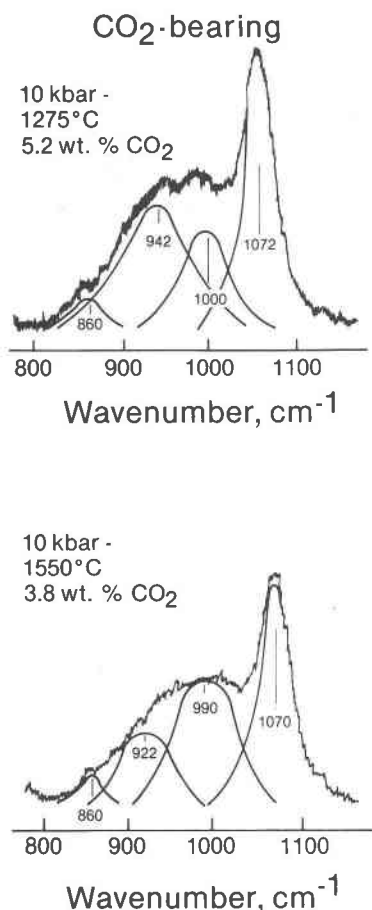 CO₂-bearing
10 kbar -
1275°C
5.2 wt. % CO₂
942
1072
1000
860
800 900 1000 1100
Wavenumber, cm⁻¹
10 kbar -
1550°C
3.8 wt. % CO₂
990
1070
922
860
800 900 1000 1100
Wavenumber, cm⁻¹